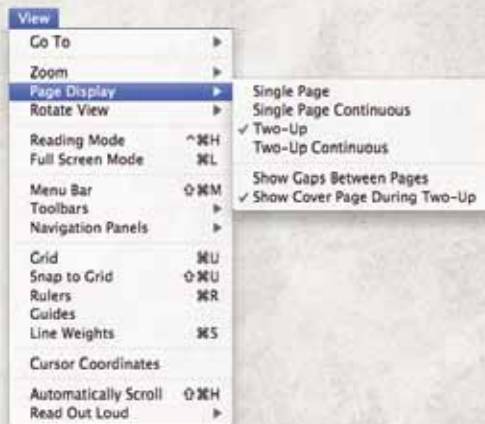 View
Go To
Zoom
Page Display
Rotate View
Reading Mode ^⌘H
Full Screen Mode ⌘L
Menu Bar ⇧⌘M
Toolbars
Navigation Panels
Grid ⌘U
Snap to Grid ⇧⌘U
Rulers ⌘R
Guides
Line Weights ⌘5
Cursor Coordinates
Automatically Scroll ⇧⌘H
Read Out Loud
Single Page
Single Page Continuous
✓ Two-Up
Two-Up Continuous
Show Gaps Between Pages
✓ Show Cover Page During Two-Up